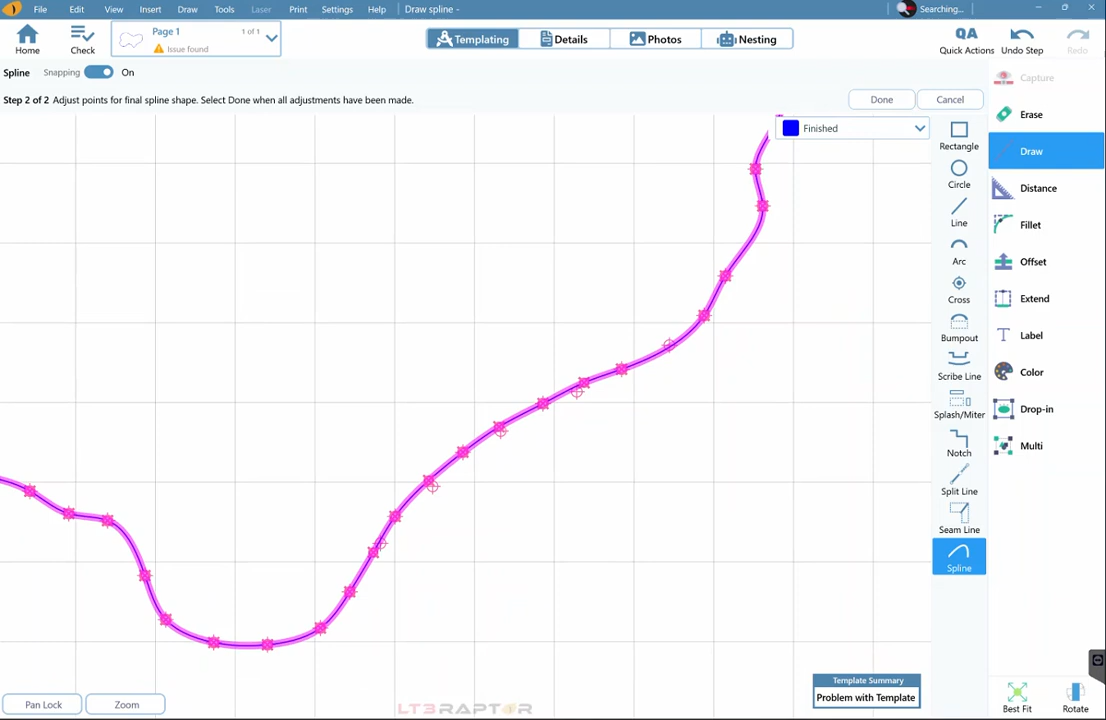 File Edit View Insert Draw Tools Laser Print Settings Help Draw spline - Searching...
Home Check Page 1 1 of 1 Issue found Templating Details Photos Nesting QA Quick Actions Undo Step Redo
Spline Snapping On
Step 2 of 2 Adjust points for final spline shape. Select Done when all adjustments have been made. Done Cancel
Finished
Rectangle
Circle
Line
Arc
Cross
Bumpout
Scribe Line
Splash/Miter
Notch
Split Line
Seam Line
Spline
Capture
Erase
Draw
Distance
Fillet
Offset
Extend
Label
Color
Drop-in
Multi
Template Summary
Problem with Template
Pan Lock Zoom LT3RAPTOR Best Fit Rotate